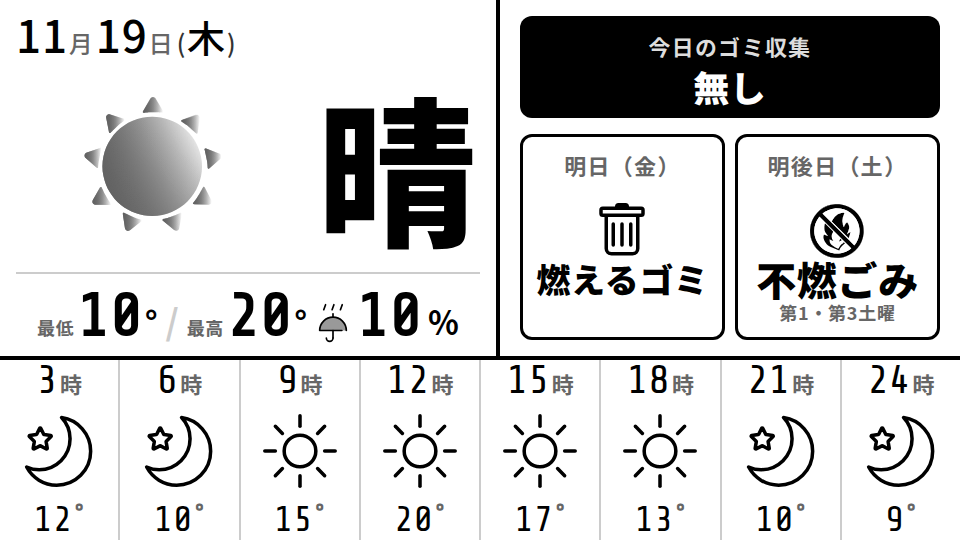 11月19日(木)
晴
最低 10° / 最高 20° 10%
今日のゴミ収集
無し
明日（金）
燃えるゴミ
明後日（土）
不燃ごみ
第1・第3土曜
3時 6時 9時 12時 15時 18時 21時 24時
12° 10° 15° 20° 17° 13° 10° 9°